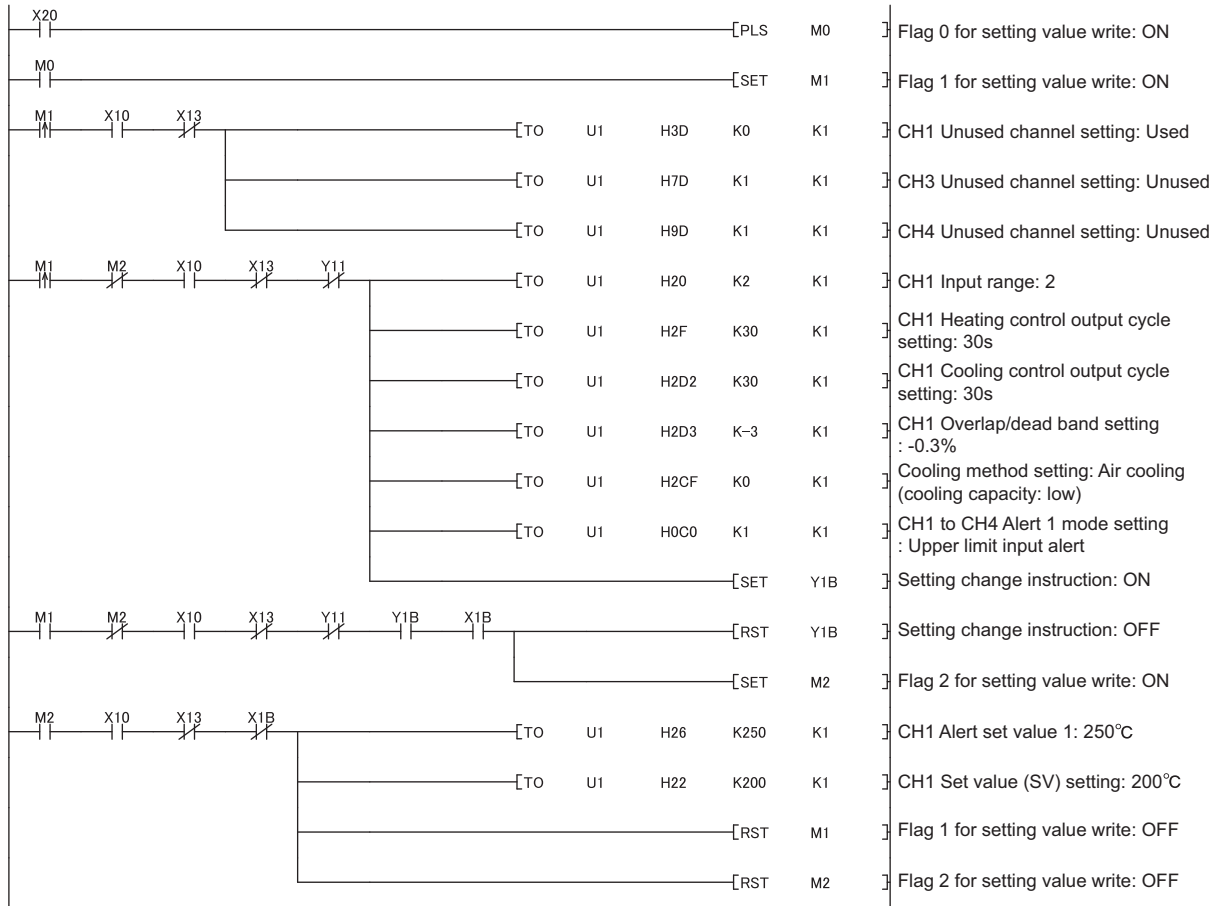 X20
[PLS M0 ] Flag 0 for setting value write: ON
M0
[SET M1 ] Flag 1 for setting value write: ON
M1 X10 X13
[TO U1 H3D K0 K1 ] CH1 Unused channel setting: Used
[TO U1 H7D K1 K1 ] CH3 Unused channel setting: Unused
[TO U1 H9D K1 K1 ] CH4 Unused channel setting: Unused
M1 M2 X10 X13 Y11
[TO U1 H20 K2 K1 ] CH1 Input range: 2
[TO U1 H2F K30 K1 ] CH1 Heating control output cycle
setting: 30s
[TO U1 H2D2 K30 K1 ] CH1 Cooling control output cycle
setting: 30s
[TO U1 H2D3 K-3 K1 ] CH1 Overlap/dead band setting
: -0.3%
[TO U1 H2CF K0 K1 ] Cooling method setting: Air cooling
(cooling capacity: low)
[TO U1 H0C0 K1 K1 ] CH1 to CH4 Alert 1 mode setting
: Upper limit input alert
[SET Y1B ] Setting change instruction: ON
M1 M2 X10 X13 Y11 Y1B X1B
[RST Y1B ] Setting change instruction: OFF
[SET M2 ] Flag 2 for setting value write: ON
M2 X10 X13 X1B
[TO U1 H26 K250 K1 ] CH1 Alert set value 1: 250℃
[TO U1 H22 K200 K1 ] CH1 Set value (SV) setting: 200℃
[RST M1 ] Flag 1 for setting value write: OFF
[RST M2 ] Flag 2 for setting value write: OFF